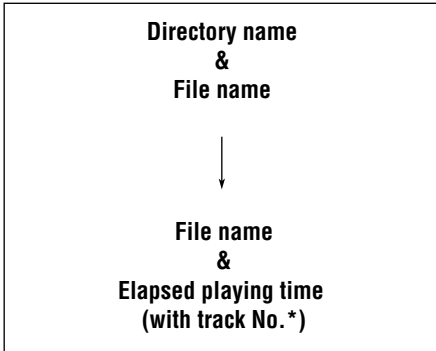 Directory name
&
File name
File name
&
Elapsed playing time
(with track No.*)